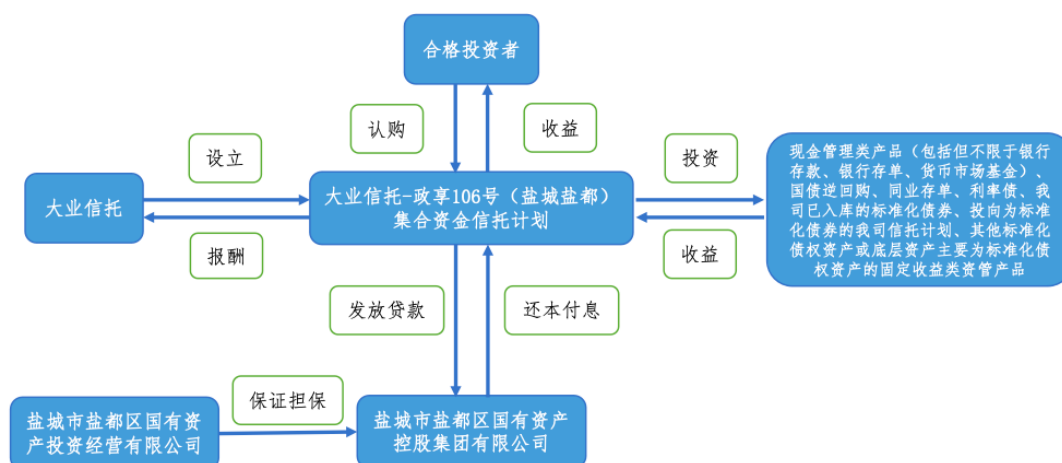 合格投资者
认购
收益
设立
投资
大业信托
大业信托-政享106号（盐城盐都）
集合资金信托计划
现金管理类产品（包括但不限于银行
存款、银行存单、货币市场基金）、
国债逆回购、同业存单、利率债、我
司已入库的标准化债券、投向为标准
化债券的我司信托计划、其他标准化
债权资产或底层资产主要为标准化债
权资产的固定收益类资管产品
报酬
收益
发放贷款
还本付息
保证担保
盐城市盐都区国有资
产投资经营有限公司
盐城市盐都区国有资产
控股集团有限公司